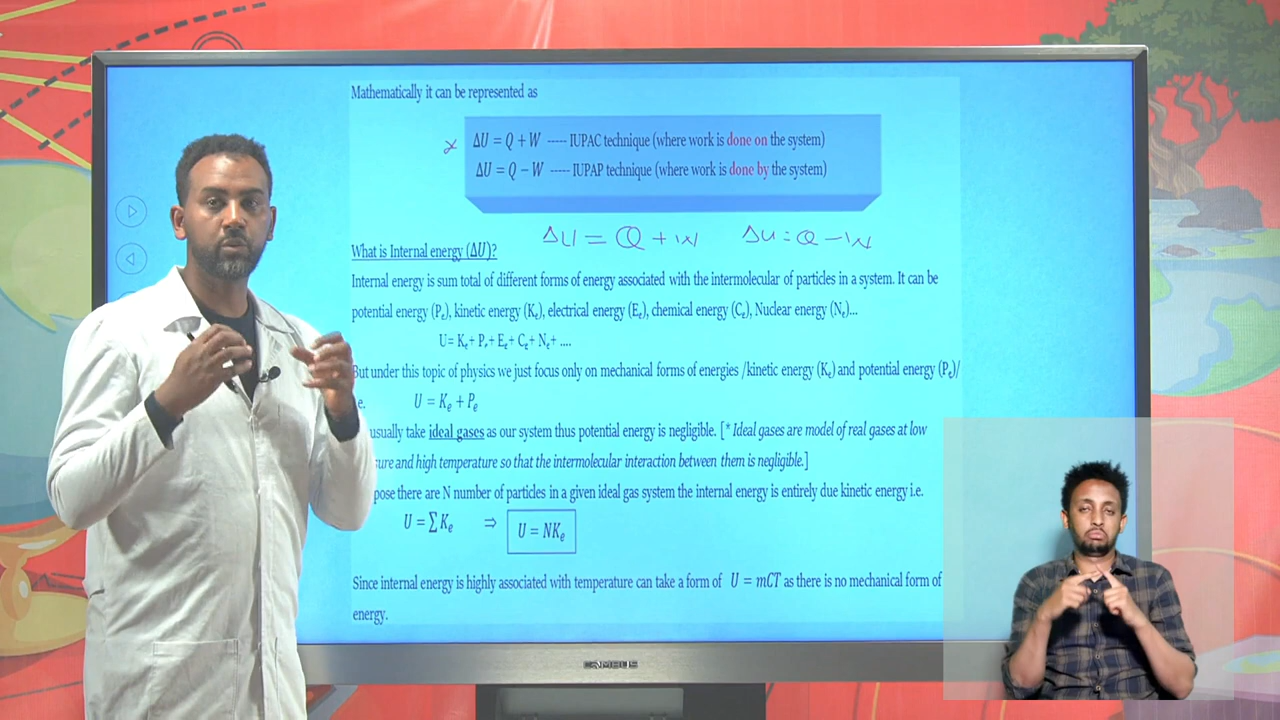 Mathematically it can be represented as
x ΔU = Q + W ----- IUPAC technique (where work is done on the system)
ΔU = Q − W ----- IUPAP technique (where work is done by the system)
ΔU = Q + W ΔU = Q − W
What is Internal energy (ΔU)?
Internal energy is sum total of different forms of energy associated with the intermolecular of particles in a system. It can be
potential energy (Pₑ), kinetic energy (Kₑ), electrical energy (Eₑ), chemical energy (Cₑ), Nuclear energy (Nₑ)...
U= Kₑ+ Pₑ+ Eₑ+ Cₑ+ Nₑ+ ....
But under this topic of physics we just focus only on mechanical forms of energies /kinetic energy (Kₑ) and potential energy (Pₑ)/
e. U = Kₑ + Pₑ
usually take ideal gases as our system thus potential energy is negligible. [* Ideal gases are model of real gases at low
sure and high temperature so that the intermolecular interaction between them is negligible.]
pose there are N number of particles in a given ideal gas system the internal energy is entirely due kinetic energy i.e.
U = ∑Kₑ ⇒ U = NKₑ
Since internal energy is highly associated with temperature can take a form of U = mCT as there is no mechanical form of
energy.